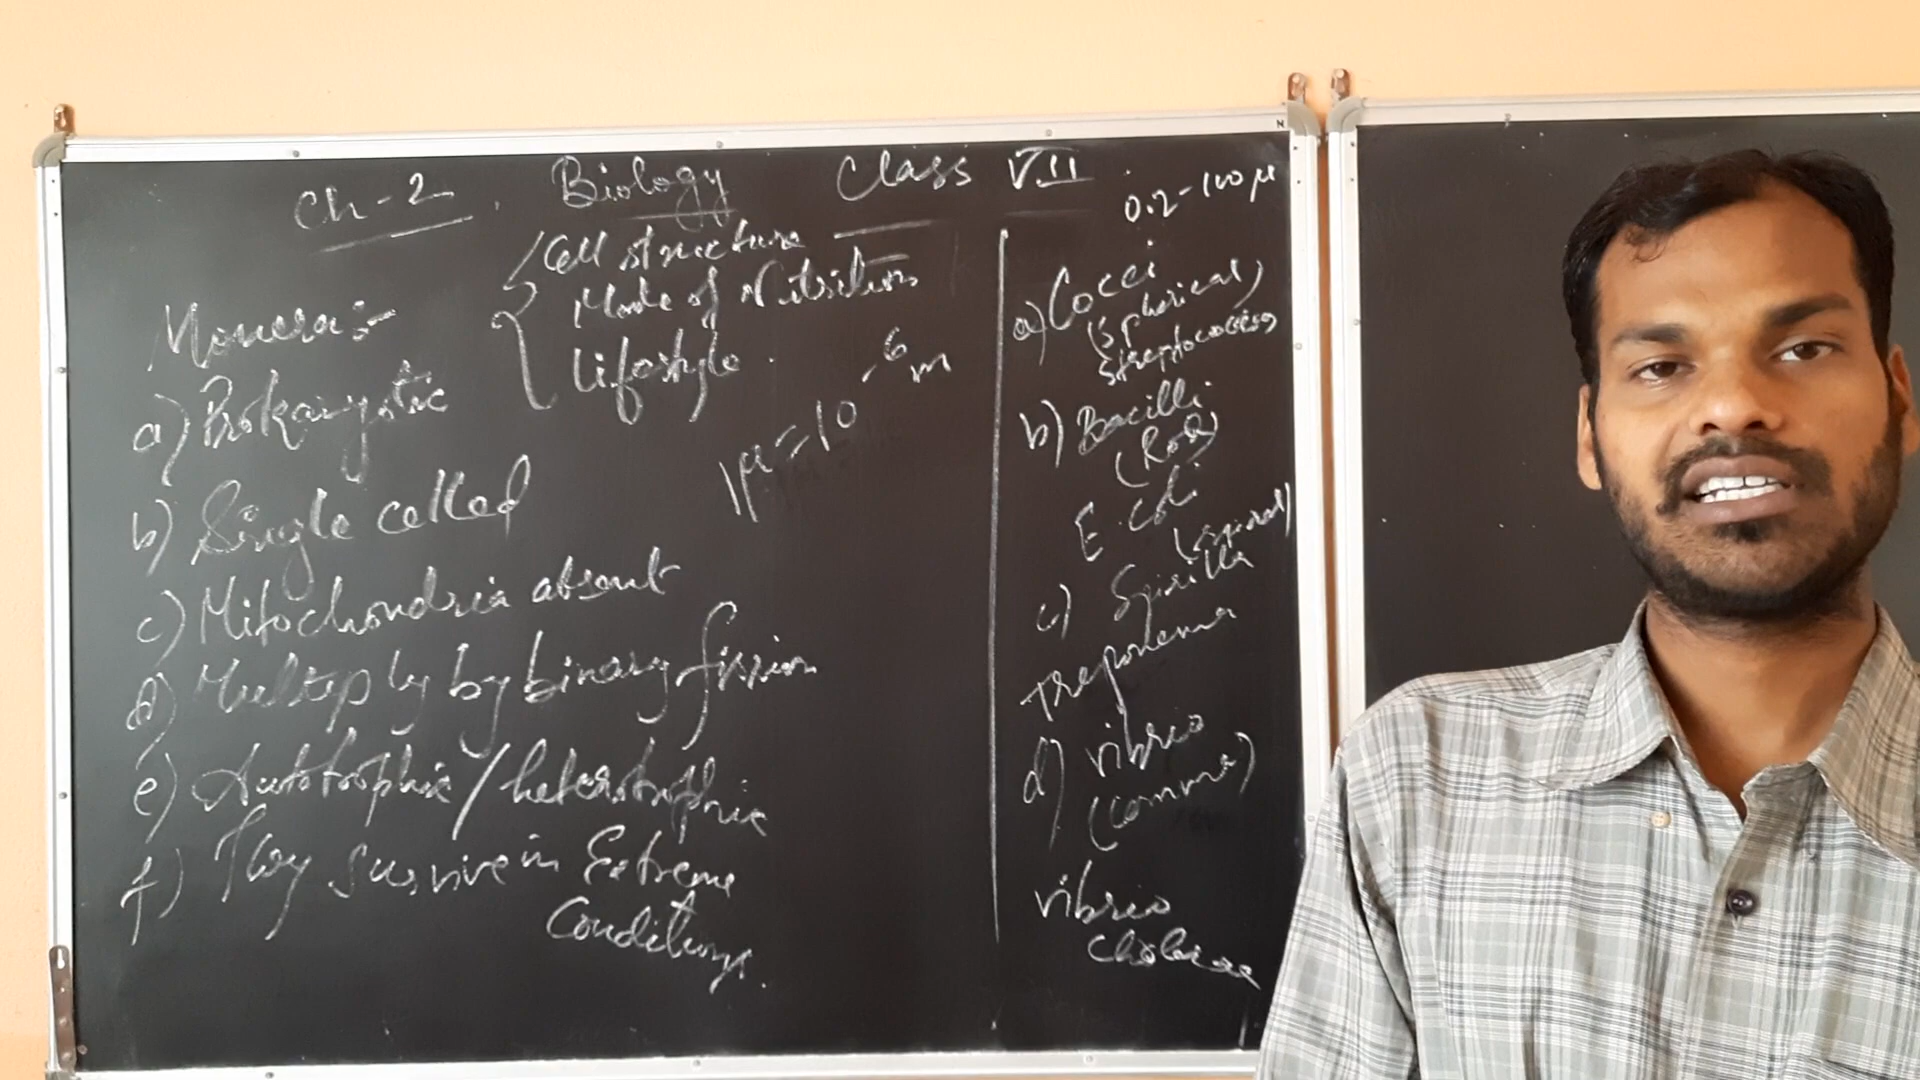 Ch-2. Biology Class VII
Monera:-
Cell structure
Mode of Nutrition
Lifestyle.
a) Prokaryotic
b) Single celled
c) Mitochondria absent
d) Multiply by binary fission
e) Autotrophic/heterotrophic
f) They survive in Extreme
Conditions.
1μ = 10-6 m
0.2-100 μ
a) Cocci
(Spherical)
Streptococcus
b) Bacilli
(Rod)
E. coli
(spiral)
c) Spirilla
Treponema
d) vibrio
(comma)
vibrio
cholerae
N